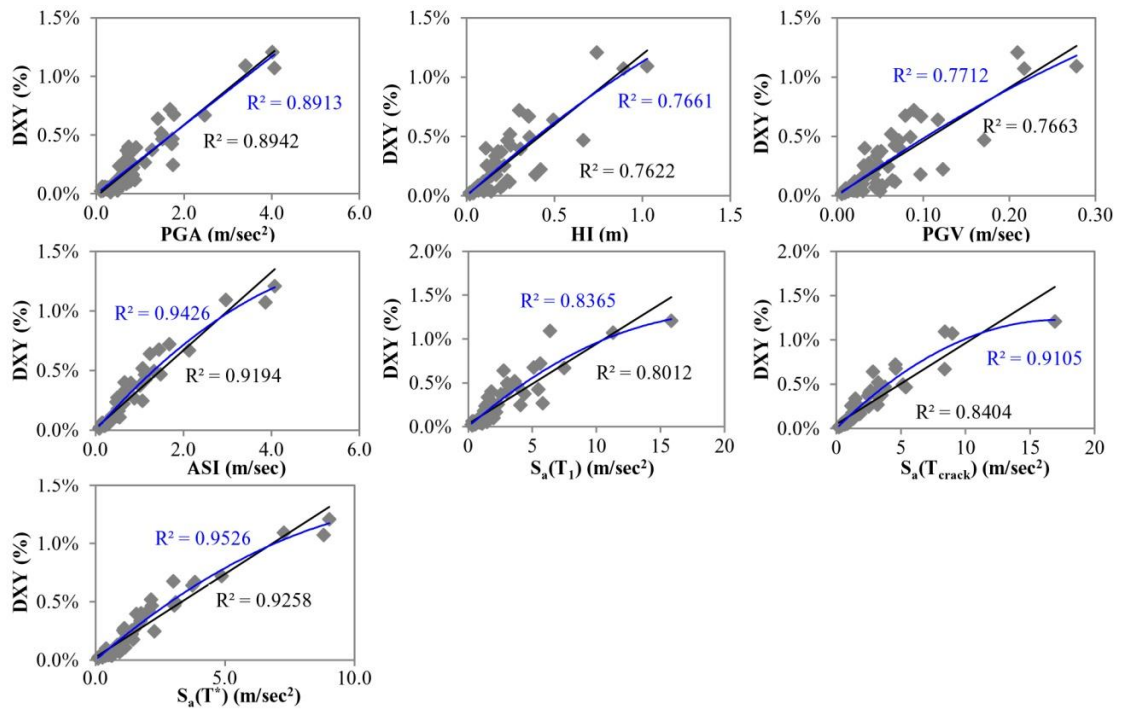 1.5%
1.0%
0.5%
0.0%
DXY (%)
R² = 0.8913
R² = 0.8942
0.0 2.0 4.0 6.0
PGA (m/sec²)
1.5%
1.0%
0.5%
0.0%
DXY (%)
R² = 0.7661
R² = 0.7622
0.0 0.5 1.0 1.5
HI (m)
1.5%
1.0%
0.5%
0.0%
DXY (%)
R² = 0.7712
R² = 0.7663
0.00 0.10 0.20 0.30
PGV (m/sec)
1.5%
1.0%
0.5%
0.0%
DXY (%)
R² = 0.9426
R² = 0.9194
0.0 2.0 4.0 6.0
ASI (m/sec)
2.0%
1.5%
1.0%
0.5%
0.0%
DXY (%)
R² = 0.8365
R² = 0.8012
0 5 10 15 20
Sₐ(T₁) (m/sec²)
2.0%
1.5%
1.0%
0.5%
0.0%
DXY (%)
R² = 0.9105
R² = 0.8404
0 5 10 15 20
Sₐ(T_crack) (m/sec²)
1.5%
1.0%
0.5%
0.0%
DXY (%)
R² = 0.9526
R² = 0.9258
0.0 5.0 10.0
Sₐ(T*) (m/sec²)